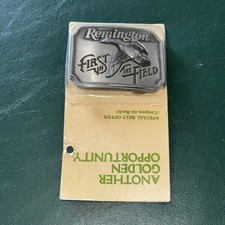 Remington
FIRST
IN
THE
FIELD
ANOTHER
GOLDEN
OPPORTUNITY.
SPECIAL BELT OFFER
(Coupon on Back)